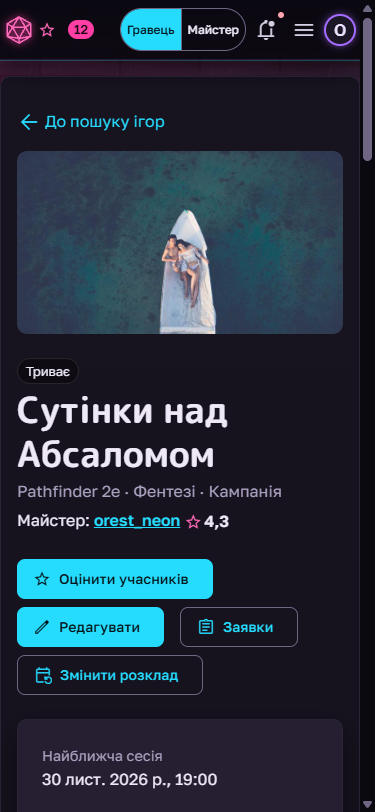 12
Гравець Майстер
O
До пошуку ігор
Триває
Сутінки над
Абсаломом
Pathfinder 2e · Фентезі · Кампанія
Майстер: orest_neon 4,3
Оцінити учасників
Редагувати Заявки
Змінити розклад
Найближча сесія
30 лист. 2026 р., 19:00